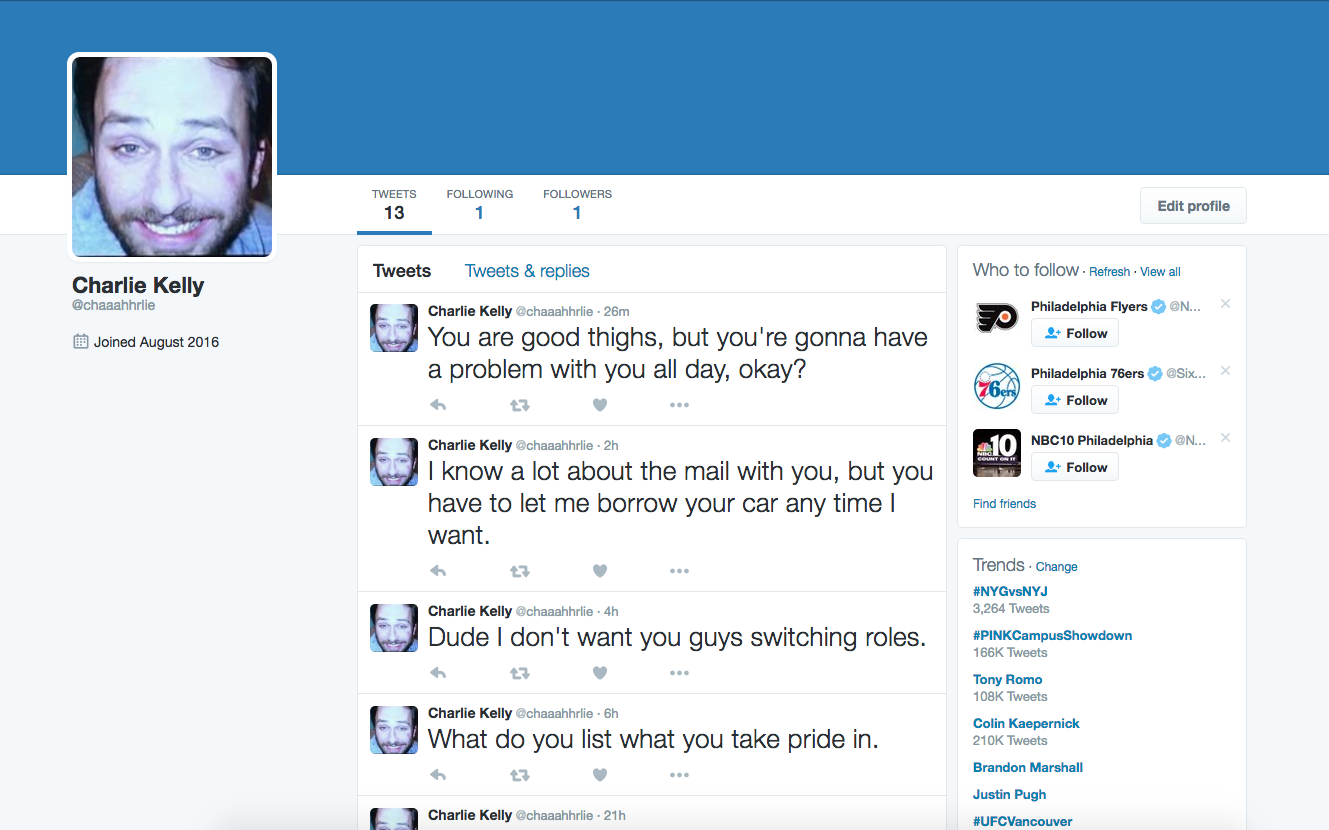 TWEETS
13
FOLLOWING
1
FOLLOWERS
1
Edit profile
Charlie Kelly
@chaaahhrlie
Joined August 2016
Tweets
Tweets & replies
Charlie Kelly @chaaahhrlie · 26m
You are good thighs, but you're gonna have
a problem with you all day, okay?
Charlie Kelly @chaaahhrlie · 2h
I know a lot about the mail with you, but you
have to let me borrow your car any time I
want.
Charlie Kelly @chaaahhrlie · 4h
Dude I don't want you guys switching roles.
Charlie Kelly @chaaahhrlie · 6h
What do you list what you take pride in.
Charlie Kelly @chaaahhrlie · 21h
Who to follow · Refresh · View all
Philadelphia Flyers @N...
Follow
76ers
Philadelphia 76ers @Six...
Follow
10
NBC
COUNT ON IT
NBC10 Philadelphia @N...
Follow
Find friends
Trends · Change
#NYGvsNYJ
3,264 Tweets
#PINKCampusShowdown
166K Tweets
Tony Romo
108K Tweets
Colin Kaepernick
210K Tweets
Brandon Marshall
Justin Pugh
#UFCVancouver